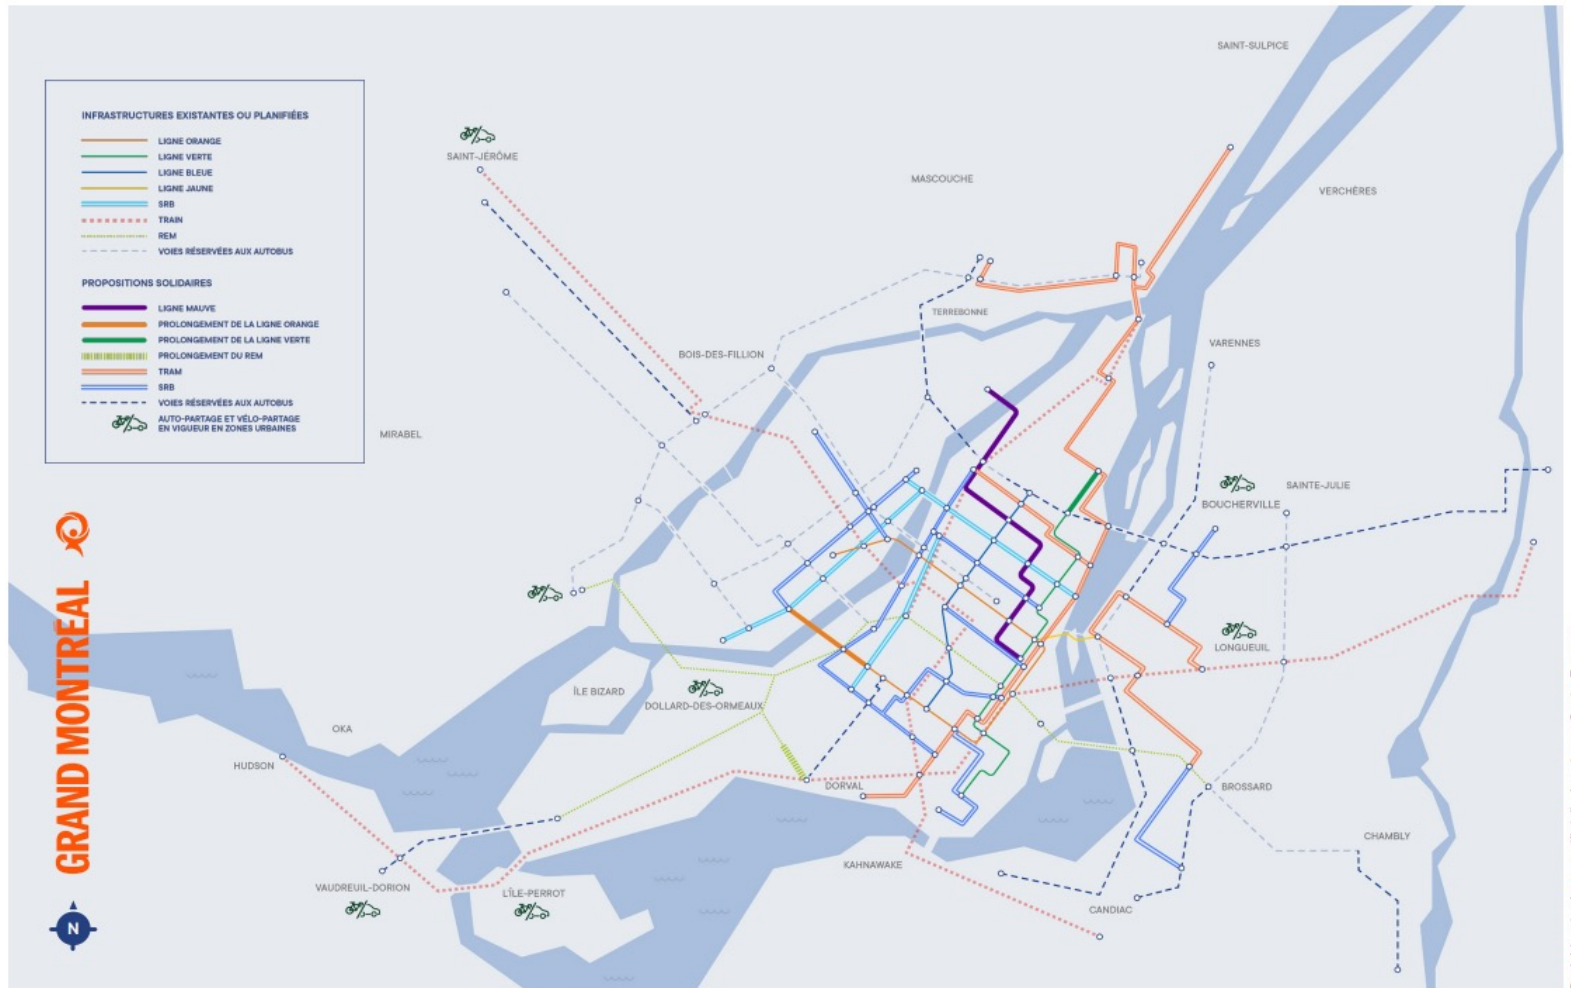 SAINT-SULPICE
INFRASTRUCTURES EXISTANTES OU PLANIFIÉES
LIGNE ORANGE
LIGNE VERTE
LIGNE BLEUE
LIGNE JAUNE
SRB
TRAIN
REM
VOIES RÉSERVÉES AUX AUTOBUS
PROPOSITIONS SOLIDAIRES
LIGNE MAUVE
PROLONGEMENT DE LA LIGNE ORANGE
PROLONGEMENT DE LA LIGNE VERTE
PROLONGEMENT DU REM
TRAM
SRB
VOIES RÉSERVÉES AUX AUTOBUS
AUTO-PARTAGE ET VÉLO-PARTAGE
EN VIGUEUR EN ZONES URBAINES
SAINT-JÉRÔME
MASCOUCHE
VERCHÈRES
TERREBONNE
VARENNES
BOIS-DES-FILLION
MIRABEL
SAINTE-JULIE
BOUCHERVILLE
GRAND MONTRÉAL
LONGUEUIL
ÎLE BIZARD
DOLLARD-DES-ORMEAUX
OKA
HUDSON
DORVAL
BROSSARD
CHAMBLY
KAHNAWAKE
VAUDREUIL-DORION
L'ÎLE-PERROT
CANDIAC
N